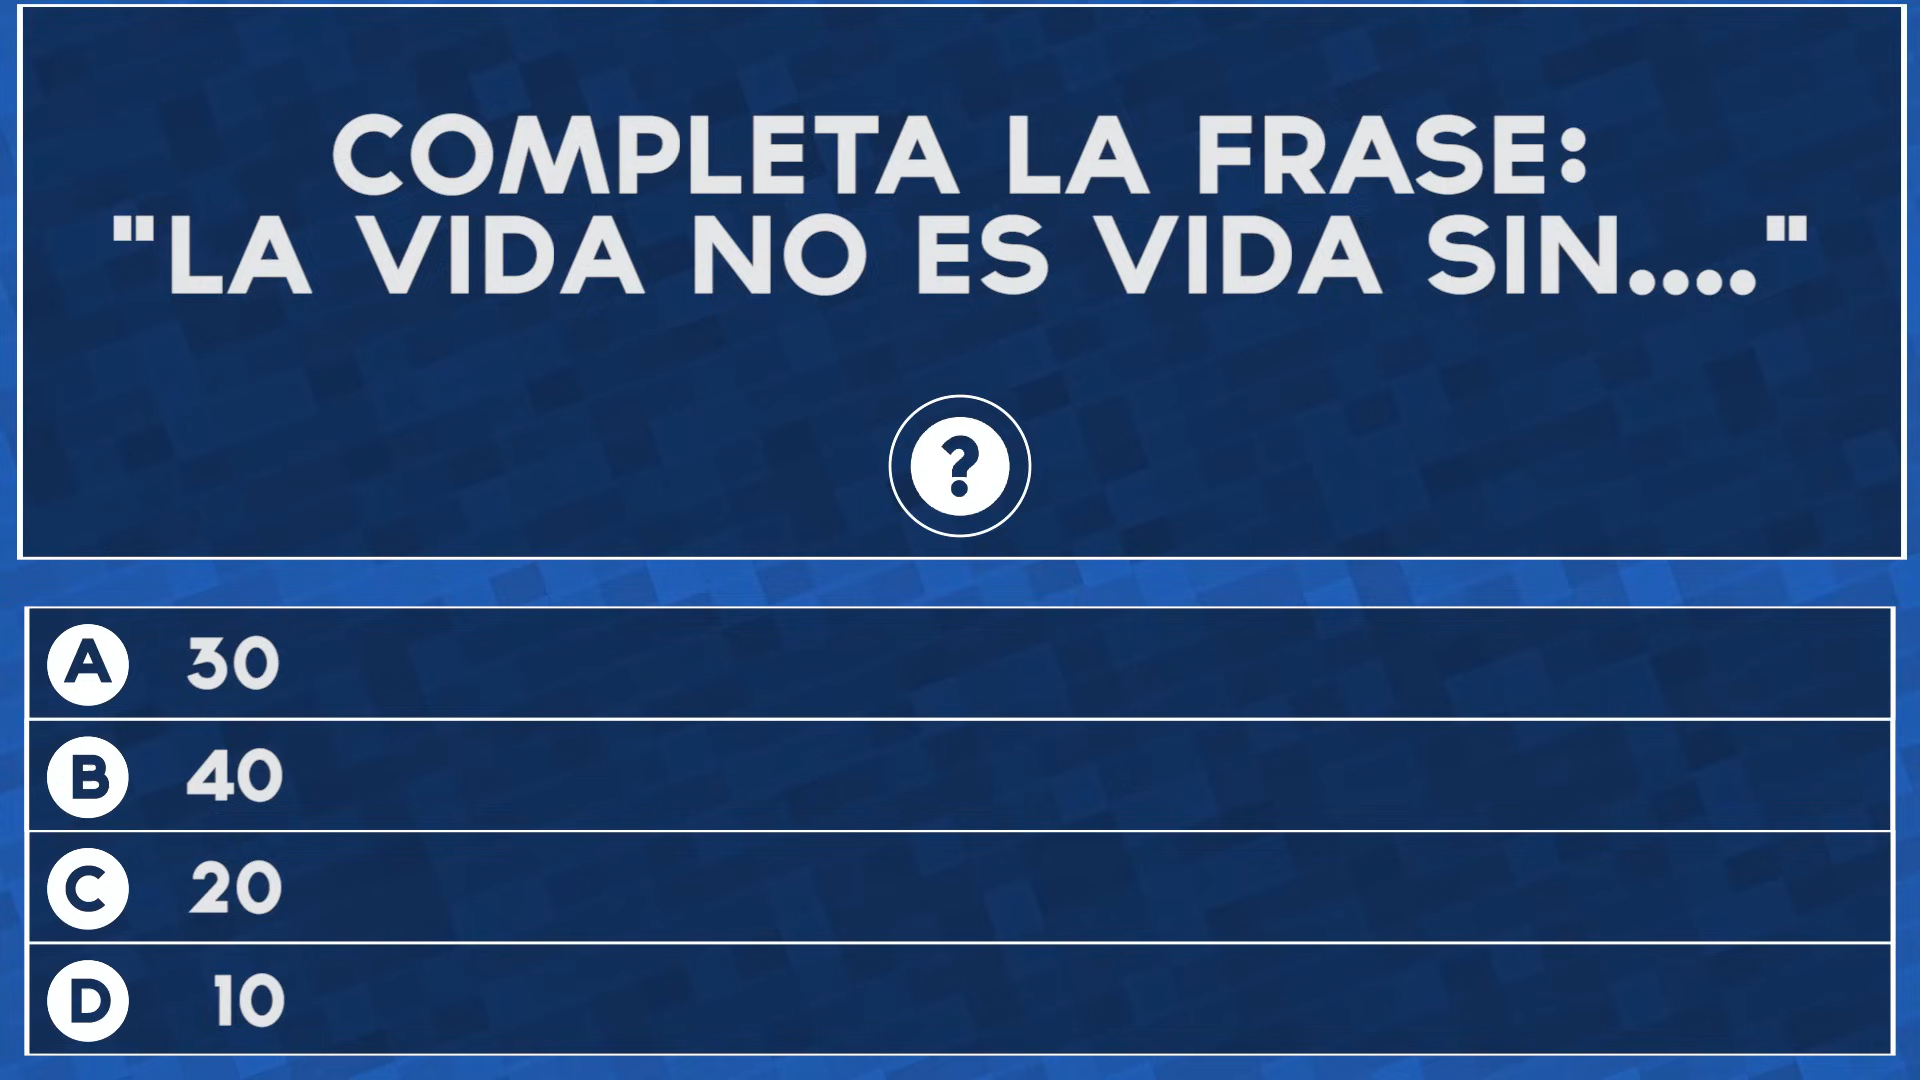 COMPLETA LA FRASE:
"LA VIDA NO ES VIDA SIN...."
?
A 30
B 40
C 20
D 10